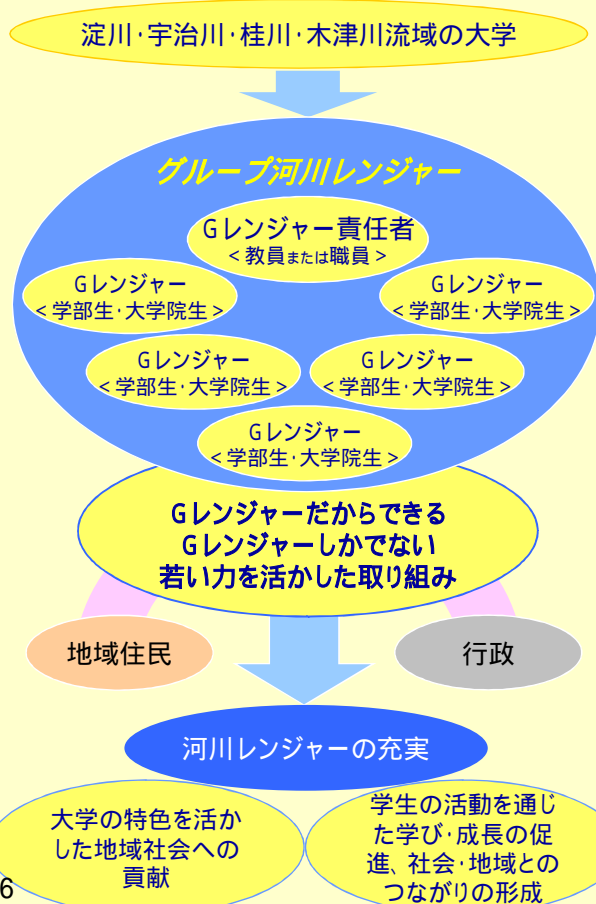 淀川･宇治川･桂川･木津川流域の大学
グループ河川レンジャー
Gレンジャー責任者
<教員または職員>
Gレンジャー
<学部生･大学院生>
Gレンジャー
<学部生･大学院生>
Gレンジャー
<学部生･大学院生>
Gレンジャー
<学部生･大学院生>
Gレンジャー
<学部生･大学院生>
Gレンジャーだからできる
Gレンジャーしかでない
若い力を活かした取り組み
地域住民
行政
河川レンジャーの充実
大学の特色を活か
した地域社会への
貢献
学生の活動を通じ
た学び･成長の促
進、社会･地域との
つながりの形成
6